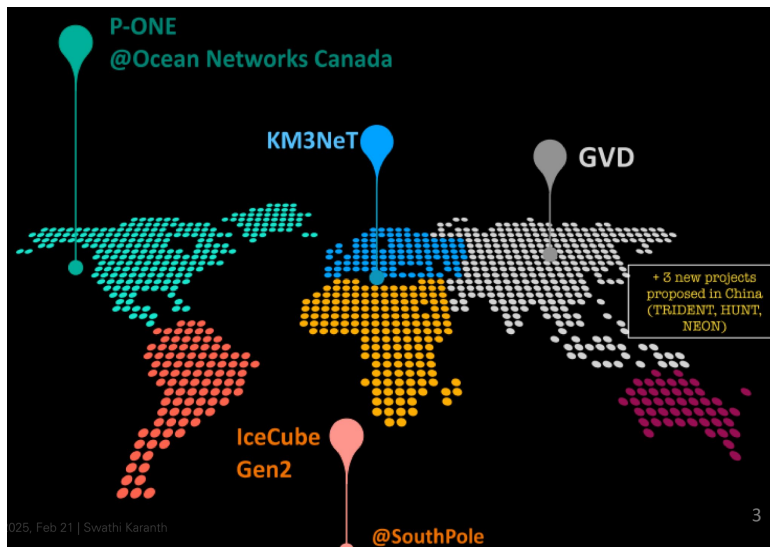 P-ONE
@Ocean Networks Canada
KM3NeT
GVD
+ 3 new projects
proposed in China
(TRIDENT, HUNT,
NEON)
IceCube
Gen2
@SouthPole
2025, Feb 21 | Swathi Karanth
3